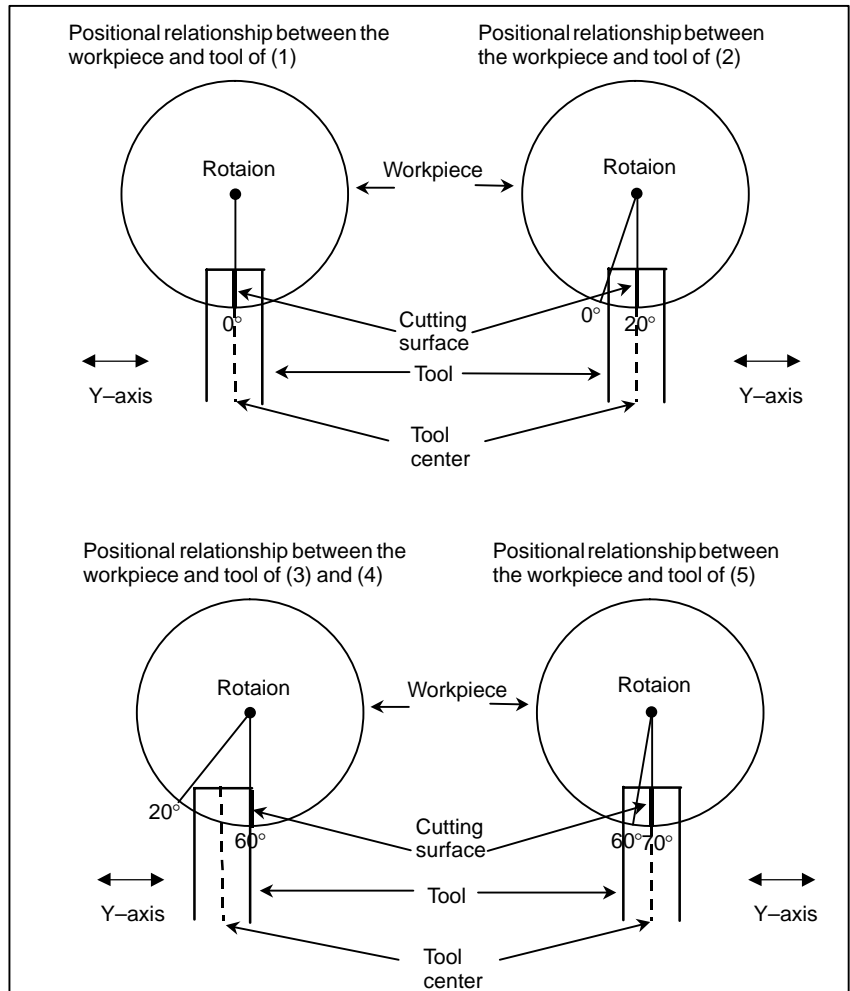 Positional relationship between the
workpiece and tool of (1)
Positional relationship between
the workpiece and tool of (2)
Rotaion
Workpiece
Rotaion
0°
Cutting
surface
0°
20°
Y–axis
Tool
Y–axis
Tool
center
Positional relationship between the
workpiece and tool of (3) and (4)
Positional relationship between
the workpiece and tool of (5)
Rotaion
Workpiece
Rotaion
20°
60°
Cutting
surface
60°
70°
Y–axis
Tool
Y–axis
Tool
center